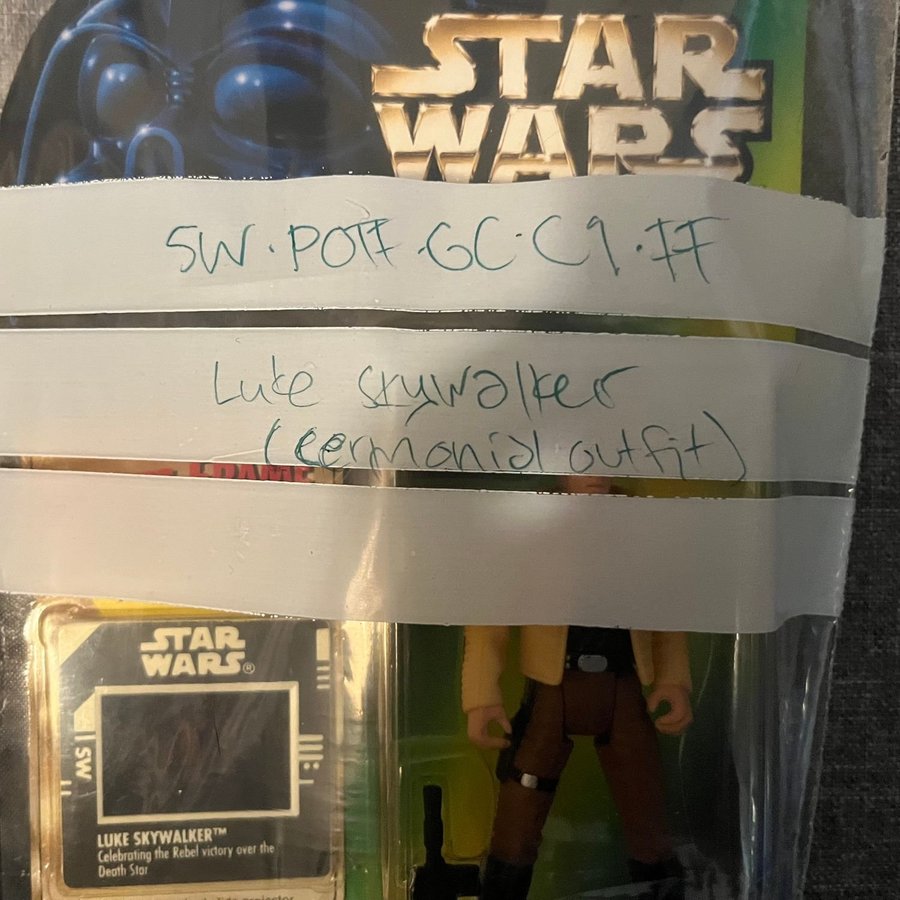 STAR
WARS
SW·POTF·GC·C1·FF
Luke skywalker
(cermonial outfit)
FRAME
STAR
WARS®
SW
LUKE SKYWALKER™
Celebrating the Rebel victory over the
Death Star